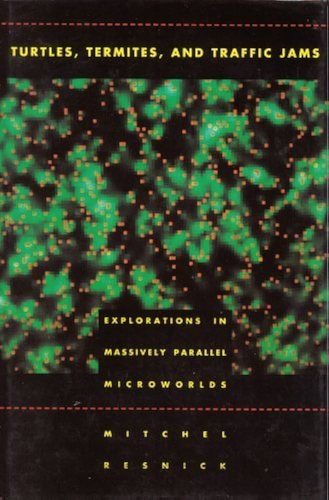 TURTLES, TERMITES, AND TRAFFIC JAMS
EXPLORATIONS IN
MASSIVELY PARALLEL
MICROWORLDS
MITCHEL
RESNICK